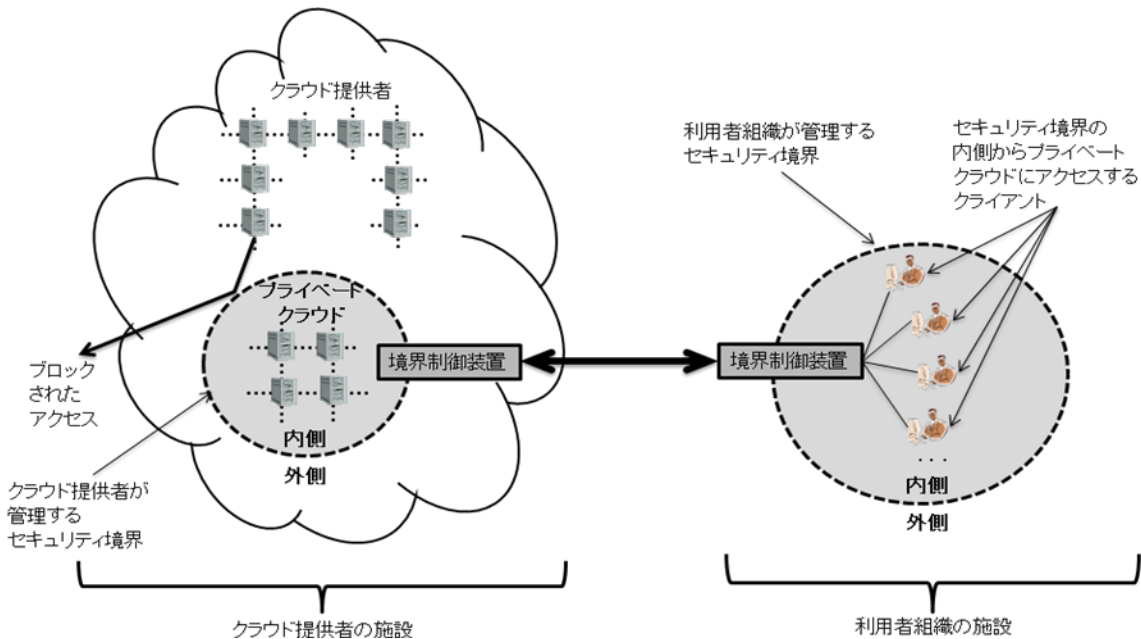 クラウド提供者
利用者組織が管理する
セキュリティ境界
セキュリティ境界の
内側からプライベート
クラウドにアクセスする
クライアント
プライベート
クラウド
境界制御装置
境界制御装置
ブロック
された
アクセス
内側
外側
・・・
内側
外側
クラウド提供者が
管理する
セキュリティ境界
クラウド提供者の施設
利用者組織の施設